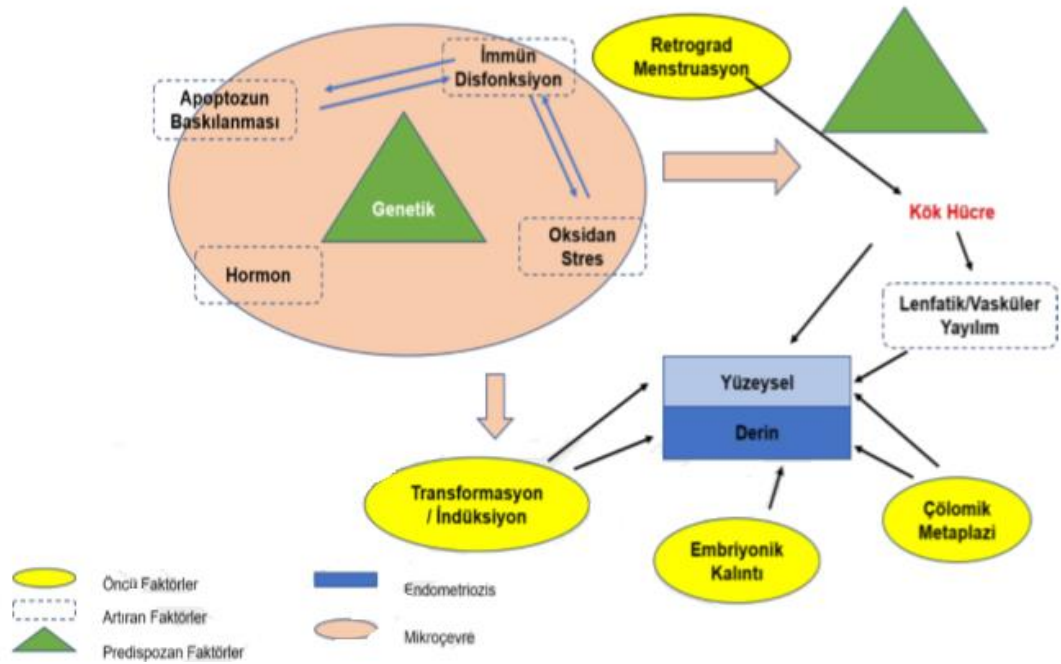 İmmün
Disfonksiyon
Retrograd
Menstruasyon
Apoptozun
Baskılanması
Genetik
Kök Hücre
Oksidan
Stres
Hormon
Lenfatik/Vasküler
Yayılım
Yüzeysel
Derin
Transformasyon
/ İndüksiyon
Çölomik
Metaplazi
Embriyonik
Kalıntı
Öncü Faktörler
Endometriozis
Artıran Faktörler
Mikroçevre
Predispozan Faktörler